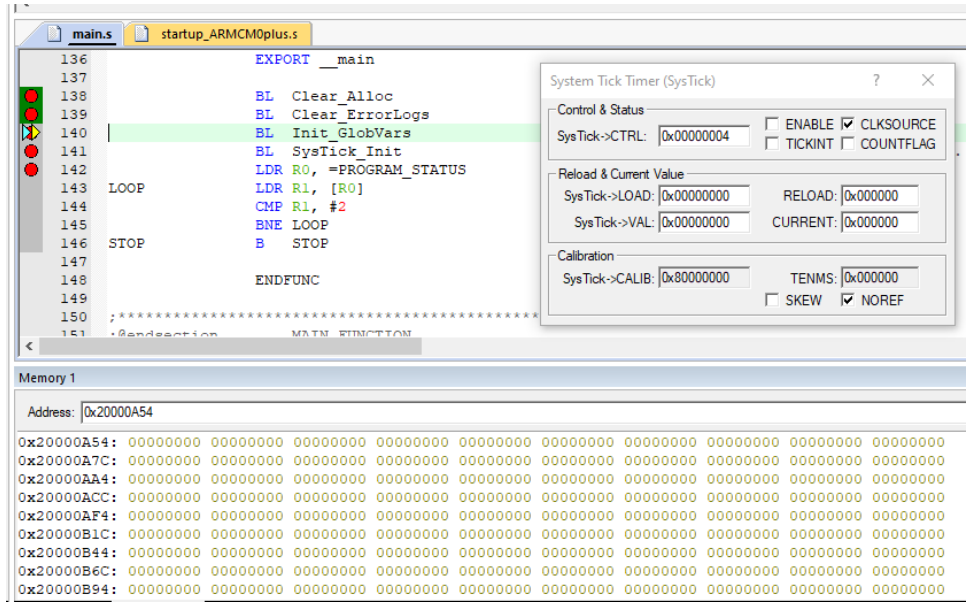 main.s startup_ARMCM0plus.s
136 EXPORT __main
137
138 BL Clear_Alloc
139 BL Clear_ErrorLogs
140 BL Init_GlobVars
141 BL SysTick_Init
142 LDR R0, =PROGRAM_STATUS
143 LOOP LDR R1, [R0]
144 CMP R1, #2
145 BNE LOOP
146 STOP B STOP
147
148 ENDFUNC
149
150 ;************************************************
151 ;@endsection MAIN FUNCTION
System Tick Timer (SysTick) ? ×
Control & Status
SysTick->CTRL: 0x00000004 ENABLE CLKSOURCE
TICKINT COUNTFLAG
Reload & Current Value
SysTick->LOAD: 0x00000000 RELOAD: 0x000000
SysTick->VAL: 0x00000000 CURRENT: 0x000000
Calibration
SysTick->CALIB: 0x80000000 TENMS: 0x000000
SKEW NOREF
Memory 1
Address: 0x20000A54
0x20000A54: 00000000 00000000 00000000 00000000 00000000 00000000 00000000 00000000 00000000 00000000
0x20000A7C: 00000000 00000000 00000000 00000000 00000000 00000000 00000000 00000000 00000000 00000000
0x20000AA4: 00000000 00000000 00000000 00000000 00000000 00000000 00000000 00000000 00000000 00000000
0x20000ACC: 00000000 00000000 00000000 00000000 00000000 00000000 00000000 00000000 00000000 00000000
0x20000AF4: 00000000 00000000 00000000 00000000 00000000 00000000 00000000 00000000 00000000 00000000
0x20000B1C: 00000000 00000000 00000000 00000000 00000000 00000000 00000000 00000000 00000000 00000000
0x20000B44: 00000000 00000000 00000000 00000000 00000000 00000000 00000000 00000000 00000000 00000000
0x20000B6C: 00000000 00000000 00000000 00000000 00000000 00000000 00000000 00000000 00000000 00000000
0x20000B94: 00000000 00000000 00000000 00000000 00000000 00000000 00000000 00000000 00000000 00000000